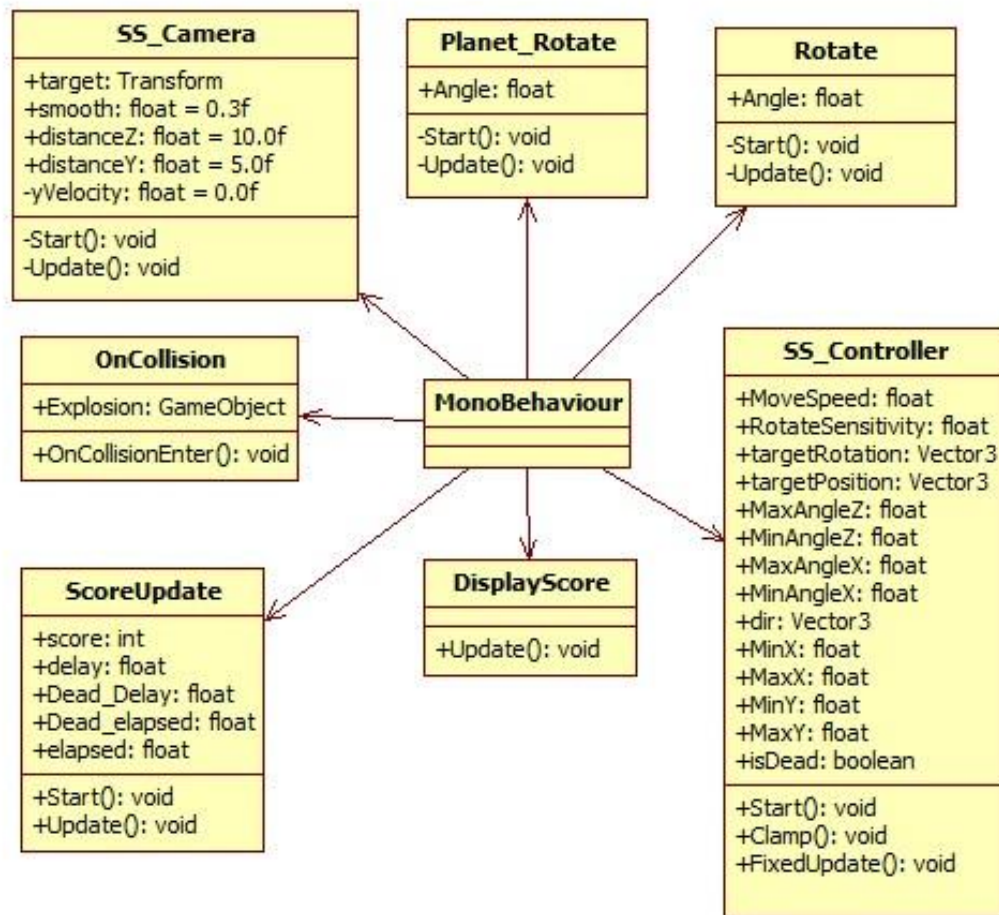 SS_Camera
+target: Transform
+smooth: float = 0.3f
+distanceZ: float = 10.0f
+distanceY: float = 5.0f
-yVelocity: float = 0.0f
-Start(): void
-Update(): void
Planet_Rotate
+Angle: float
-Start(): void
-Update(): void
Rotate
+Angle: float
-Start(): void
-Update(): void
OnCollision
+Explosion: GameObject
+OnCollisionEnter(): void
MonoBehaviour
SS_Controller
+MoveSpeed: float
+RotateSensitivity: float
+targetRotation: Vector3
+targetPosition: Vector3
+MaxAngleZ: float
+MinAngleZ: float
+MaxAngleX: float
+MinAngleX: float
+dir: Vector3
+MinX: float
+MaxX: float
+MinY: float
+MaxY: float
+isDead: boolean
+Start(): void
+Clamp(): void
+FixedUpdate(): void
ScoreUpdate
+score: int
+delay: float
+Dead_Delay: float
+Dead_elapsed: float
+elapsed: float
+Start(): void
+Update(): void
DisplayScore
+Update(): void